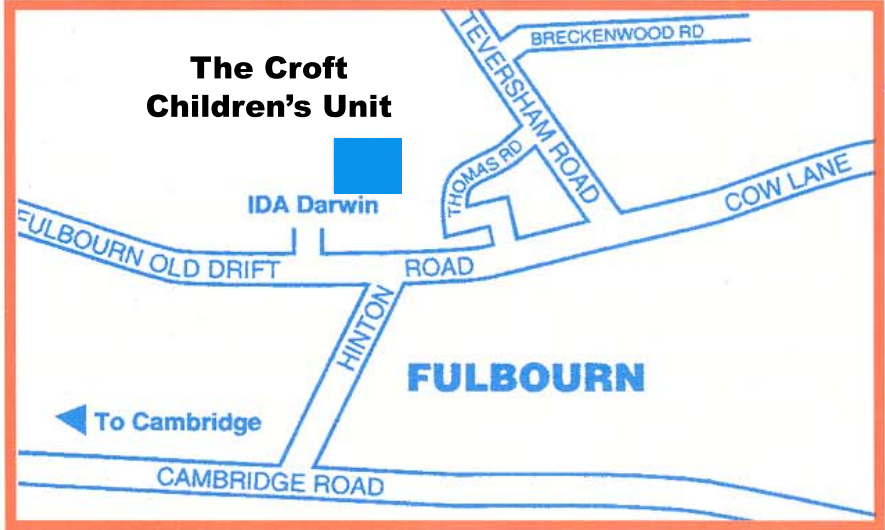 The Croft
Children's Unit
BRECKENWOOD RD
TEVERSHAM ROAD
THOMAS RD
COW LANE
IDA Darwin
FULBOURN OLD DRIFT
HINTON ROAD
FULBOURN
To Cambridge
CAMBRIDGE ROAD